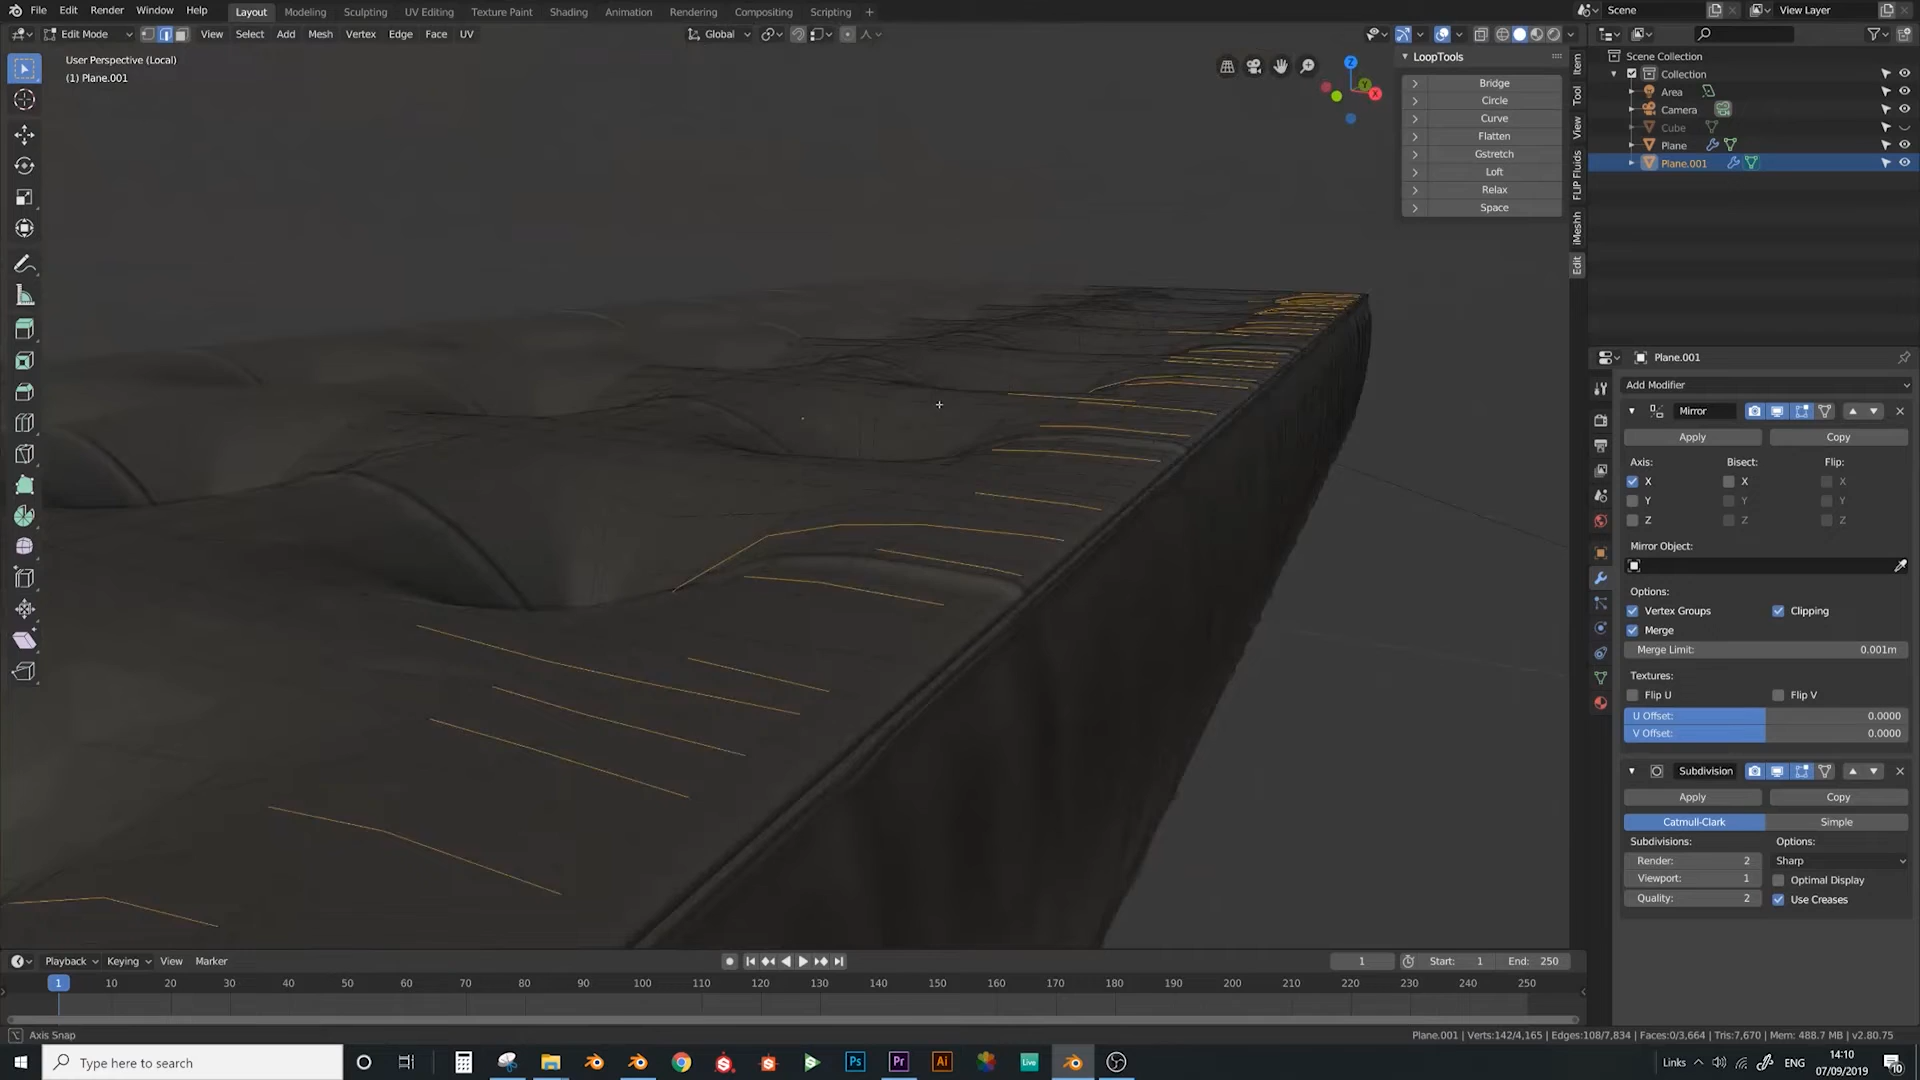 File Edit Render Window Help Layout Modeling Sculpting UV Editing Texture Paint Shading Animation Rendering Compositing Scripting + Scene View Layer
Edit Mode View Select Add Mesh Vertex Edge Face UV Global
User Perspective (Local)
(1) Plane.001
LoopTools
Bridge
Circle
Curve
Flatten
Gstretch
Loft
Relax
Space
Item
Tool
View
FLIP Fluids
iMeshh
Edit
Z
Y
X
Scene Collection
Collection
Area
Camera
Cube
Plane
Plane.001
Plane.001
Add Modifier
Mirror
Apply Copy
Axis: Bisect: Flip:
X X X
Y Y Y
Z Z Z
Mirror Object:
Options:
Vertex Groups Clipping
Merge
Merge Limit: 0.001m
Textures:
Flip U Flip V
U Offset: 0.0000
V Offset: 0.0000
Subdivision
Apply Copy
Catmull-Clark Simple
Subdivisions: Options:
Render: 2 Sharp
Viewport: 1 Optimal Display
Quality: 2 Use Creases
Playback Keying View Marker 1 Start: 1 End: 250
1 10 20 30 40 50 60 70 80 90 100 110 120 130 140 150 160 170 180 190 200 210 220 230 240 250
Axis Snap Plane.001 | Verts:142/4,165 | Edges:108/7,834 | Faces:0/3,664 | Tris:7,670 | Mem: 488.7 MB | v2.80.75
Type here to search Ps Pr Ai Live Links ENG 14:10
07/09/2019
10